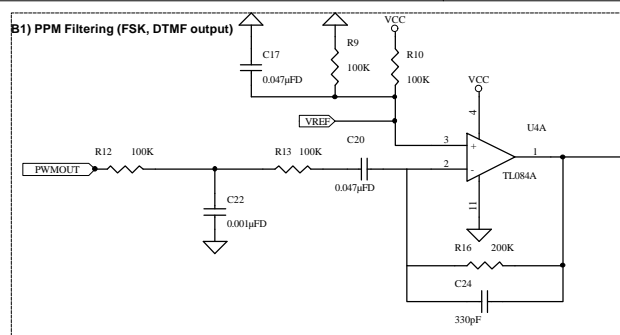 B1) PPM Filtering (FSK, DTMF output)
C17
0.047µFD
R9
100K
VCC
R10
100K
VREF
VCC
4
U4A
3
+
1
2
-
TL084A
11
PWMOUT
R12 100K
R13 100K
C20
0.047µFD
C22
0.001µFD
R16 200K
C24
330pF